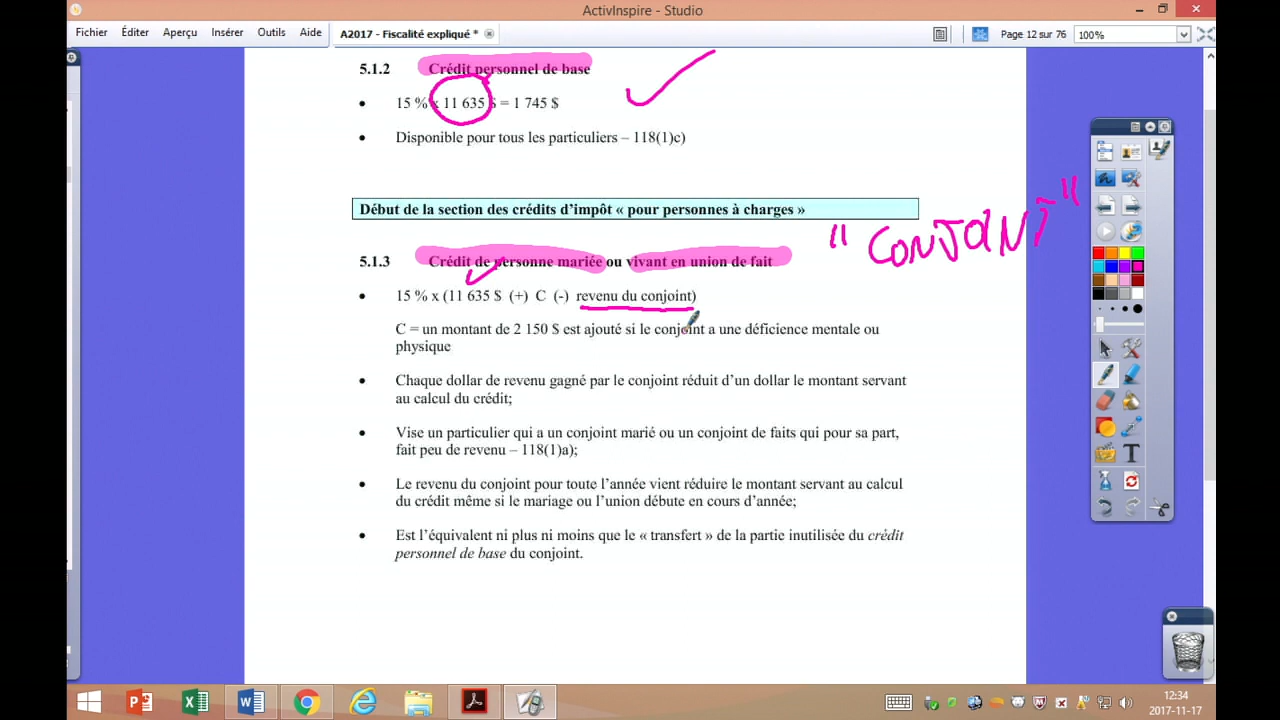 ActivInspire - Studio
Fichier Éditer Aperçu Insérer Outils Aide A2017 - Fiscalité expliqué * Page 12 sur 76 100%
5.1.2 Crédit personnel de base
• 15 % x 11 635 $ = 1 745 $
• Disponible pour tous les particuliers – 118(1)c)
Début de la section des crédits d'impôt « pour personnes à charges »
" CONJOINT "
5.1.3 Crédit de personne mariée ou vivant en union de fait
• 15 % x (11 635 $ (+) C (-) revenu du conjoint)
C = un montant de 2 150 $ est ajouté si le conjoint a une déficience mentale ou
physique
• Chaque dollar de revenu gagné par le conjoint réduit d'un dollar le montant servant
au calcul du crédit;
• Vise un particulier qui a un conjoint marié ou un conjoint de faits qui pour sa part,
fait peu de revenu – 118(1)a);
• Le revenu du conjoint pour toute l'année vient réduire le montant servant au calcul
du crédit même si le mariage ou l'union débute en cours d'année;
• Est l'équivalent ni plus ni moins que le « transfert » de la partie inutilisée du crédit
personnel de base du conjoint.
12:34
2017-11-17